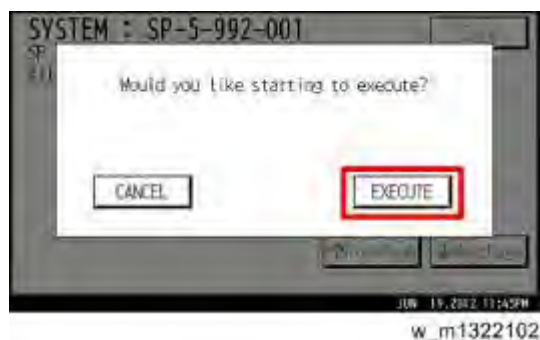 SYSTEM : SP-5-992-001
SP
Would you like starting to execute?
CANCEL
EXECUTE
JUN 19,2012 11:45PM
w_m1322102